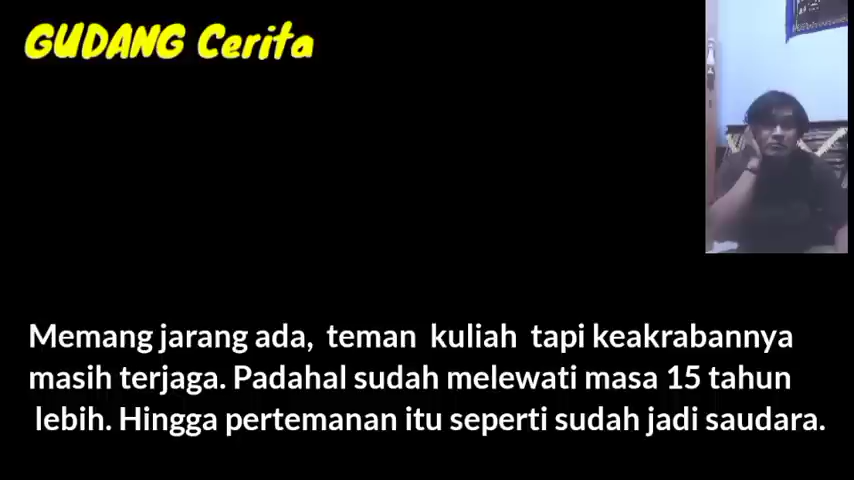 GUDANG Cerita
Memang jarang ada, teman kuliah tapi keakrabannya
masih terjaga. Padahal sudah melewati masa 15 tahun
lebih. Hingga pertemanan itu seperti sudah jadi saudara.